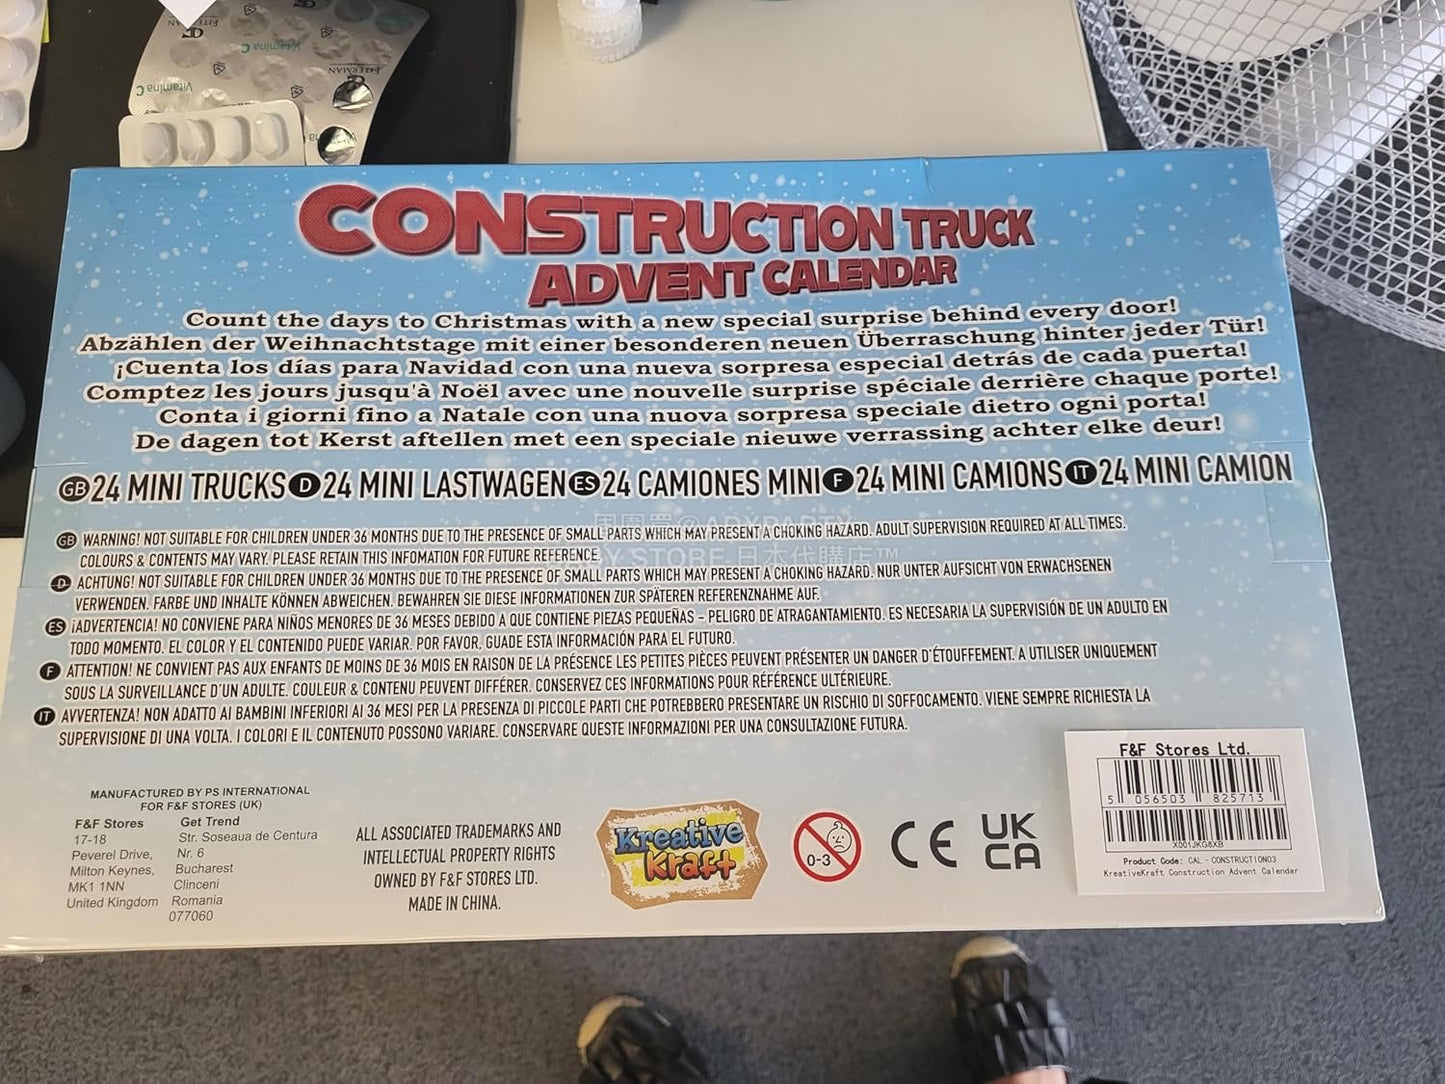 EITERMAN
Vitamina C
EITERMAN
Vitamina C
CONSTRUCTION TRUCK
ADVENT CALENDAR
Count the days to Christmas with a new special surprise behind every door!
Abzählen der Weihnachtstage mit einer besonderen neuen Überraschung hinter jeder Tür!
¡Cuenta los días para Navidad con una nueva sorpresa especial detrás de cada puerta!
Comptez les jours jusqu'à Noël avec une nouvelle surprise spéciale derrière chaque porte!
Conta i giorni fino a Natale con una nuova sorpresa speciale dietro ogni porta!
De dagen tot Kerst aftellen met een speciale nieuwe verrassing achter elke deur!
GB 24 MINI TRUCKS D 24 MINI LASTWAGEN ES 24 CAMIONES MINI F 24 MINI CAMIONS IT 24 MINI CAMION
GB WARNING! NOT SUITABLE FOR CHILDREN UNDER 36 MONTHS DUE TO THE PRESENCE OF SMALL PARTS WHICH MAY PRESENT A CHOKING HAZARD. ADULT SUPERVISION REQUIRED AT ALL TIMES.
COLOURS & CONTENTS MAY VARY. PLEASE RETAIN THIS INFOMATION FOR FUTURE REFERENCE.
STORE 日本代購店™
D ACHTUNG! NOT SUITABLE FOR CHILDREN UNDER 36 MONTHS DUE TO THE PRESENCE OF SMALL PARTS WHICH MAY PRESENT A CHOKING HAZARD. NUR UNTER AUFSICHT VON ERWACHSENEN
VERWENDEN. FARBE UND INHALTE KÖNNEN ABWEICHEN. BEWAHREN SIE DIESE INFORMATIONEN ZUR SPÄTEREN REFERENZNAHME AUF.
ES ¡ADVERTENCIA! NO CONVIENE PARA NIÑOS MENORES DE 36 MESES DEBIDO A QUE CONTIENE PIEZAS PEQUEÑAS - PELIGRO DE ATRAGANTAMIENTO. ES NECESARIA LA SUPERVISIÓN DE UN ADULTO EN
TODO MOMENTO. EL COLOR Y EL CONTENIDO PUEDE VARIAR. POR FAVOR, GUADE ESTA INFORMACIÓN PARA EL FUTURO.
F ATTENTION! NE CONVIENT PAS AUX ENFANTS DE MOINS DE 36 MOIS EN RAISON DE LA PRÉSENCE LES PETITES PIÈCES PEUVENT PRÉSENTER UN DANGER D'ÉTOUFFEMENT. A UTILISER UNIQUEMENT
SOUS LA SURVEILLANCE D'UN ADULTE. COULEUR & CONTENU PEUVENT DIFFÉRER. CONSERVEZ CES INFORMATIONS POUR RÉFÉRENCE ULTÉRIEURE.
IT AVVERTENZA! NON ADATTO AI BAMBINI INFERIORI AI 36 MESI PER LA PRESENZA DI PICCOLE PARTI CHE POTREBBERO PRESENTARE UN RISCHIO DI SOFFOCAMENTO. VIENE SEMPRE RICHIESTA LA
SUPERVISIONE DI UNA VOLTA. I COLORI E IL CONTENUTO POSSONO VARIARE. CONSERVARE QUESTE INFORMAZIONI PER UNA CONSULTAZIONE FUTURA.
MANUFACTURED BY PS INTERNATIONAL
FOR F&F STORES (UK)
F&F Stores
17-18
Peverel Drive,
Milton Keynes,
MK1 1NN
United Kingdom
Get Trend
Str. Soseaua de Centura
Nr. 6
Bucharest
Clinceni
Romania
077060
ALL ASSOCIATED TRADEMARKS AND
INTELLECTUAL PROPERTY RIGHTS
OWNED BY F&F STORES LTD.
MADE IN CHINA.
Kreative
Kraft
0-3
CE
UK
CA
F&F Stores Ltd.
5 056503 825713
X001JKG8XB
Product Code: CAL - CONSTRUCTION03
KreativeKraft Construction Advent Calendar